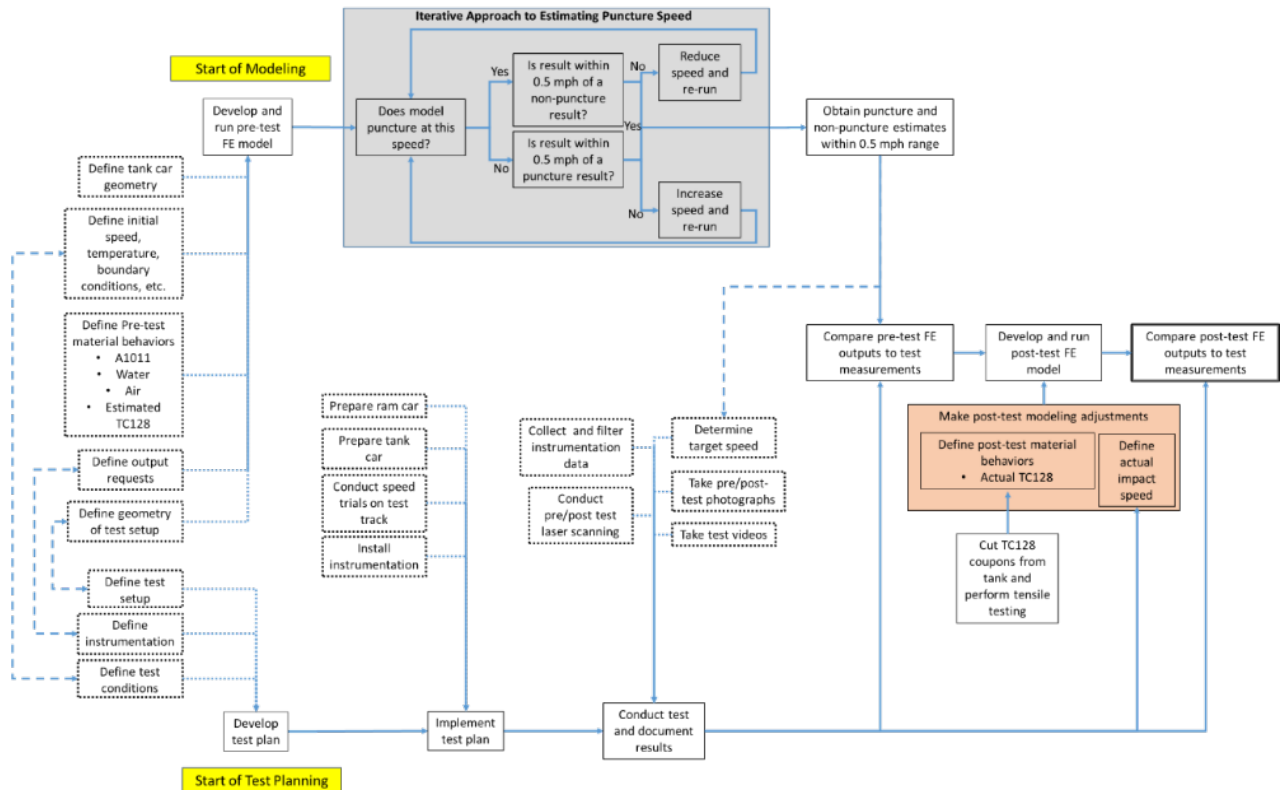 Iterative Approach to Estimating Puncture Speed
Start of Modeling
Develop and
run pre-test
FE model
Does model
puncture at this
speed?
Yes
No
Is result within
0.5 mph of a
non-puncture
result?
Is result within
0.5 mph of a
puncture result?
No
Yes
No
Reduce
speed and
re-run
Increase
speed and
re-run
Obtain puncture and
non-puncture estimates
within 0.5 mph range
Define tank car
geometry
Define initial
speed,
temperature,
boundary
conditions, etc.
Define Pre-test
material behaviors
• A1011
• Water
• Air
• Estimated
TC128
Define output
requests
Define geometry
of test setup
Define test
setup
Define
instrumentation
Define test
conditions
Develop
test plan
Start of Test Planning
Prepare ram car
Prepare tank
car
Conduct speed
trials on test
track
Install
instrumentation
Implement
test plan
Collect and filter
instrumentation
data
Conduct
pre/post test
laser scanning
Determine
target speed
Take pre/post-
test photographs
Take test videos
Conduct test
and document
results
Compare pre-test FE
outputs to test
measurements
Develop and run
post-test FE
model
Compare post-test FE
outputs to test
measurements
Make post-test modeling adjustments
Define post-test material
behaviors
• Actual TC128
Define
actual
impact
speed
Cut TC128
coupons from
tank and
perform tensile
testing